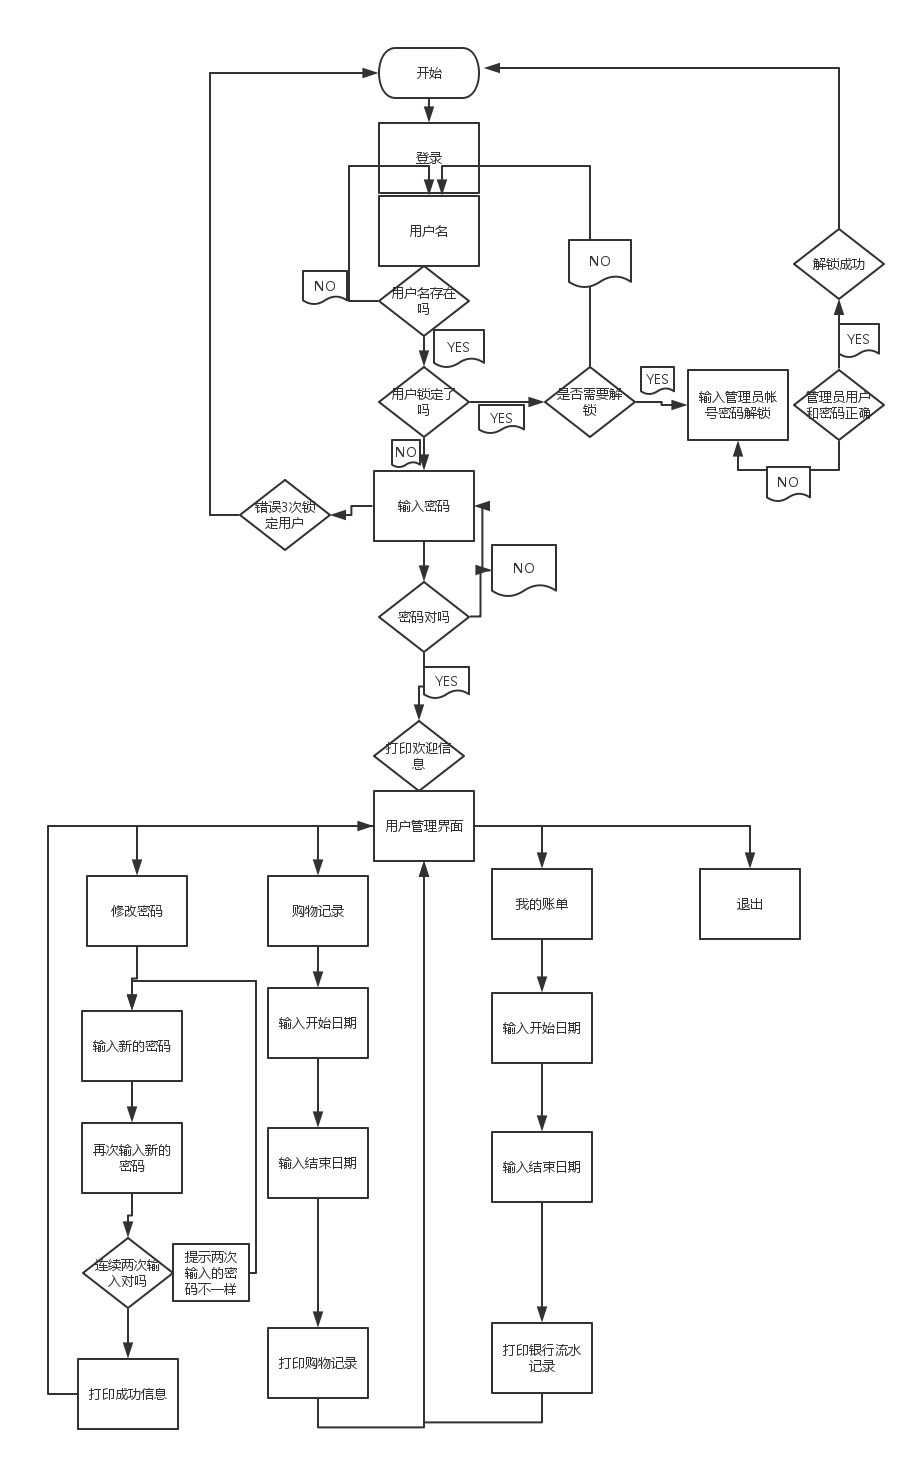 开始
登录
用户名
NO
解锁成功
NO
用户名存在
吗
YES
YES
用户锁定了
吗
YES
是否需要解
锁
YES
输入管理员帐
号密码解锁
管理员用户
和密码正确
NO
NO
错误3次锁
定用户
输入密码
NO
密码对吗
YES
打印欢迎信
息
用户管理界面
修改密码
购物记录
我的账单
退出
输入新的密码
输入开始日期
输入开始日期
再次输入新的
密码
输入结束日期
输入结束日期
连续两次输
入对吗
提示两次
输入的密
码不一样
打印成功信息
打印购物记录
打印银行流水
记录